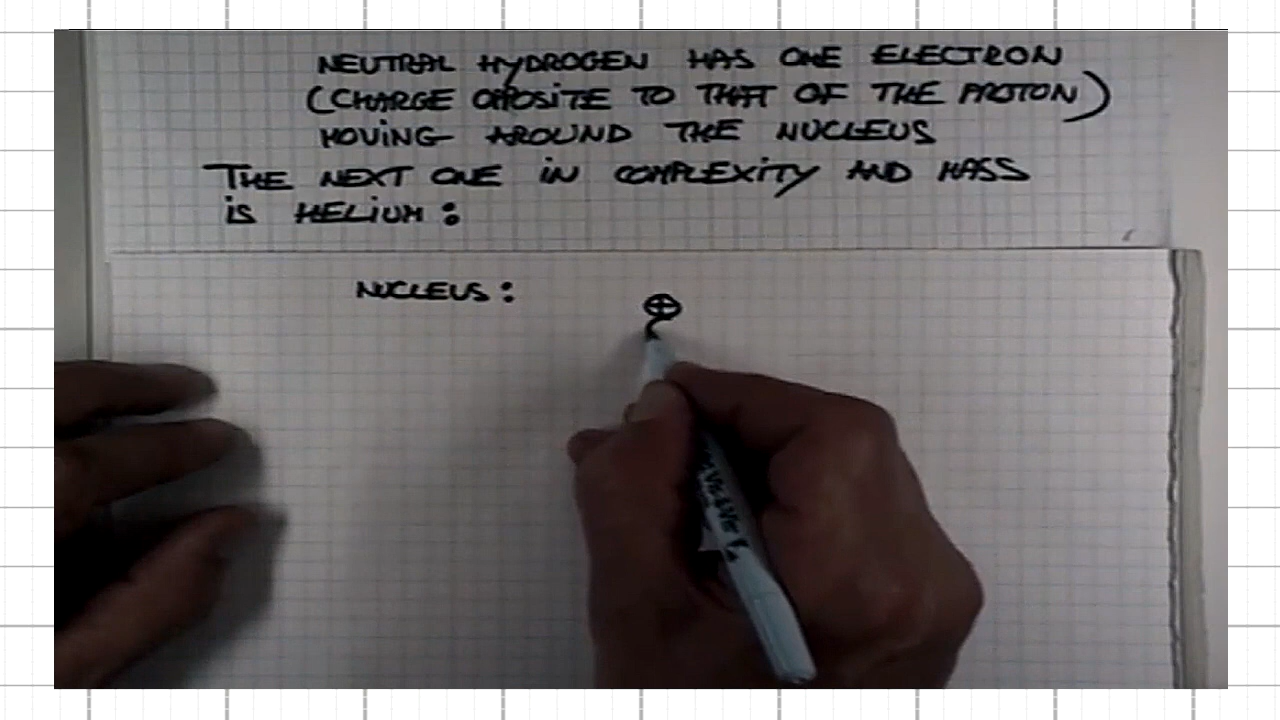 NEUTRAL HYDROGEN HAS ONE ELECTRON
(CHARGE OPPOSITE TO THAT OF THE PROTON)
MOVING AROUND THE NUCLEUS
THE NEXT ONE IN COMPLEXITY AND MASS
IS HELIUM:
NUCLEUS:
+